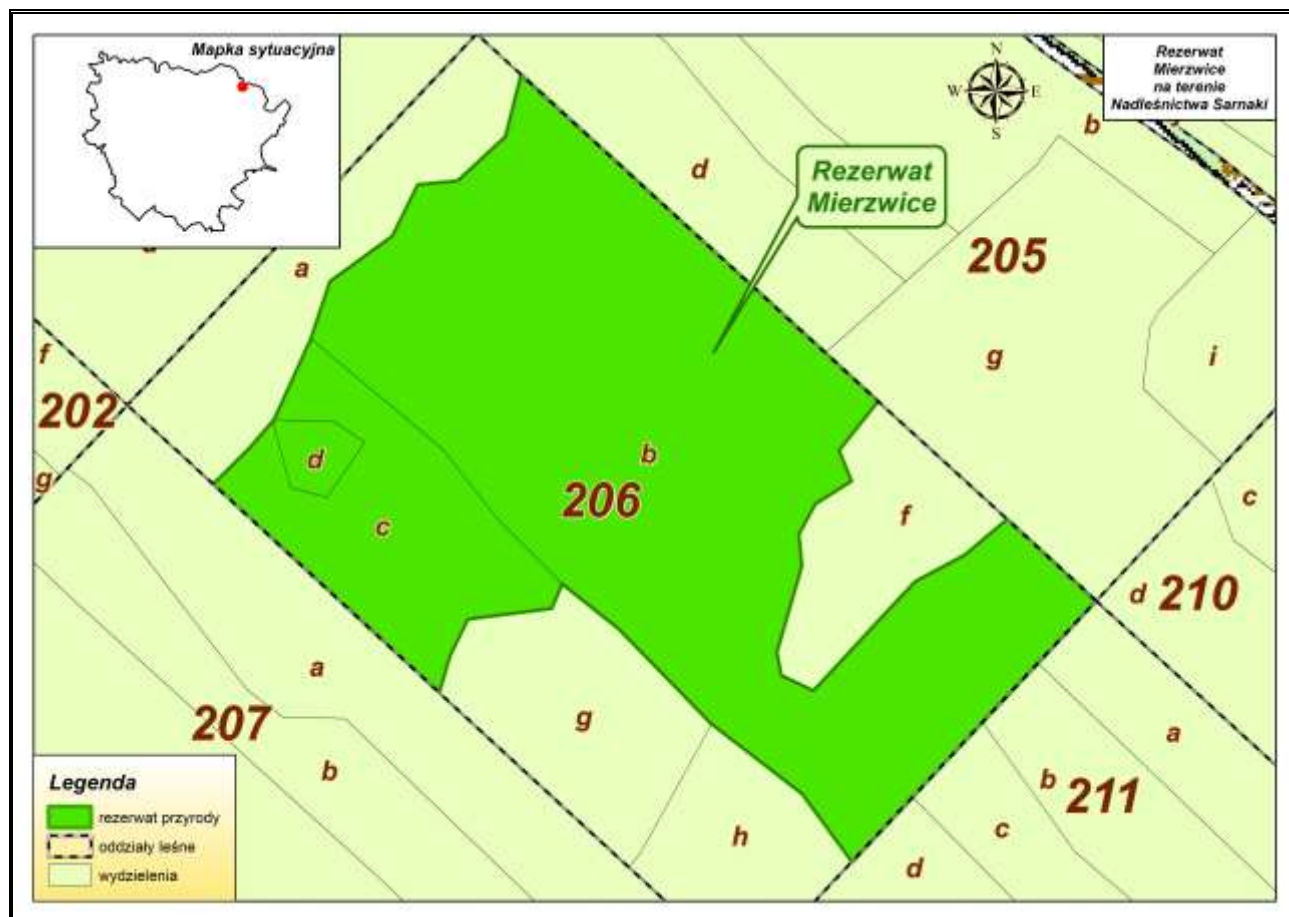 Mapka sytuacyjna
Rezerwat
Mierzwice
na terenie
Nadleśnictwa Sarnaki
N
W E
S
b
d
Rezerwat
Mierzwice
205
a
f
g
i
202
b
d
g
206
c
f
c
d 210
a
207
g
a
b
b 211
c
h
d
Legenda
rezerwat przyrody
oddziały leśne
wydzielenia